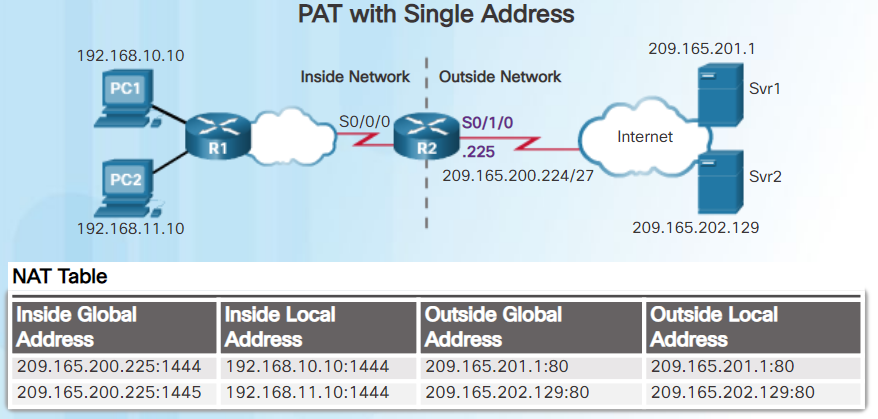 PAT with Single Address
209.165.201.1
192.168.10.10
Inside Network
Outside Network
PC1
Svr1
S0/0/0
S0/1/0
Internet
R1
R2
.225
209.165.200.224/27
PC2
Svr2
192.168.11.10
209.165.202.129
NAT Table
Inside Global Address Inside Local Address Outside Global Address Outside Local Address
209.165.200.225:1444 192.168.10.10:1444 209.165.201.1:80 209.165.201.1:80
209.165.200.225:1445 192.168.11.10:1444 209.165.202.129:80 209.165.202.129:80